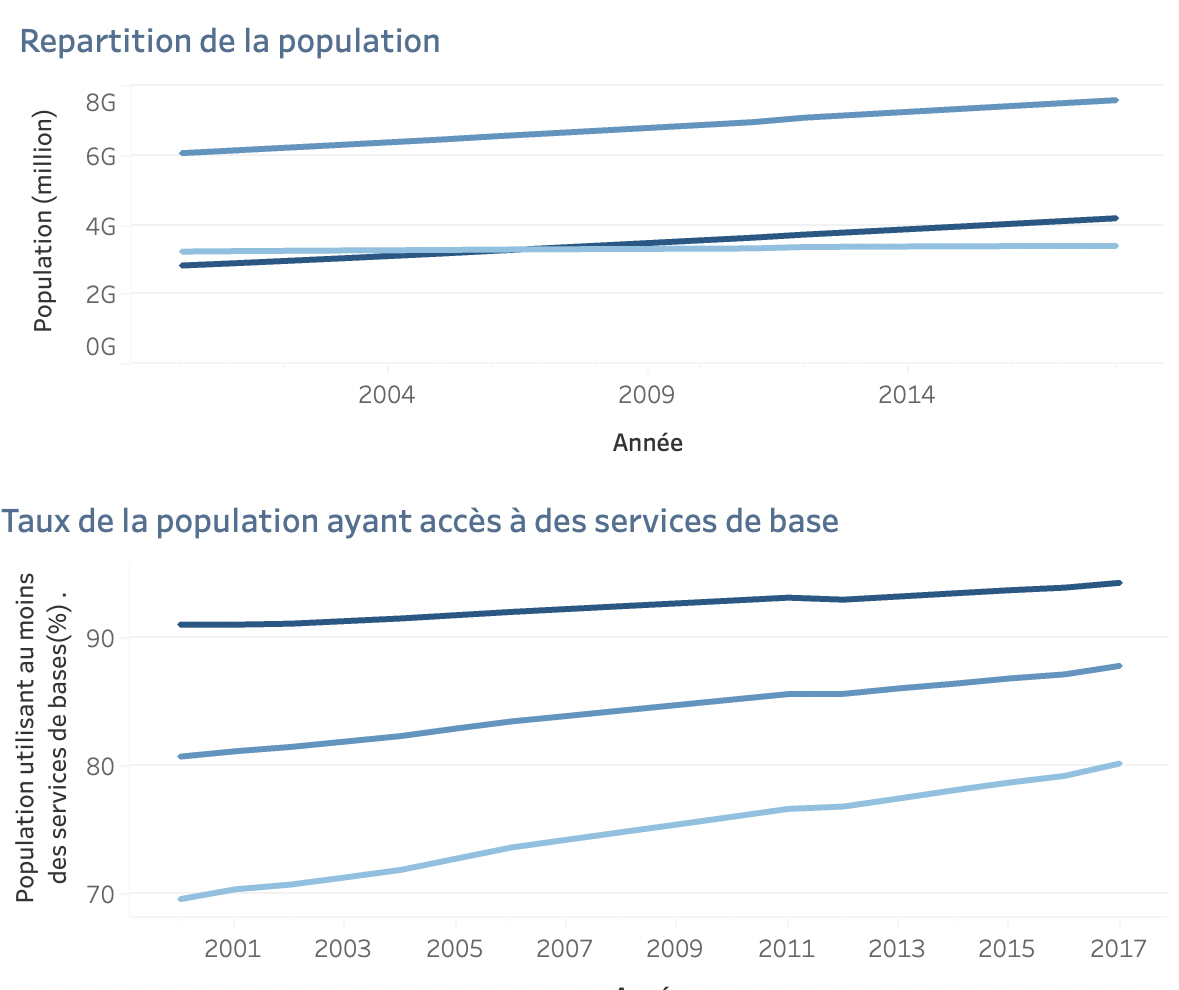 Repartition de la population
Population (million)
8G
6G
4G
2G
0G
2004 2009 2014
Année
Taux de la population ayant accès à des services de base
Population utilisant au moins
des services de bases(%) .
90
80
70
2001 2003 2005 2007 2009 2011 2013 2015 2017